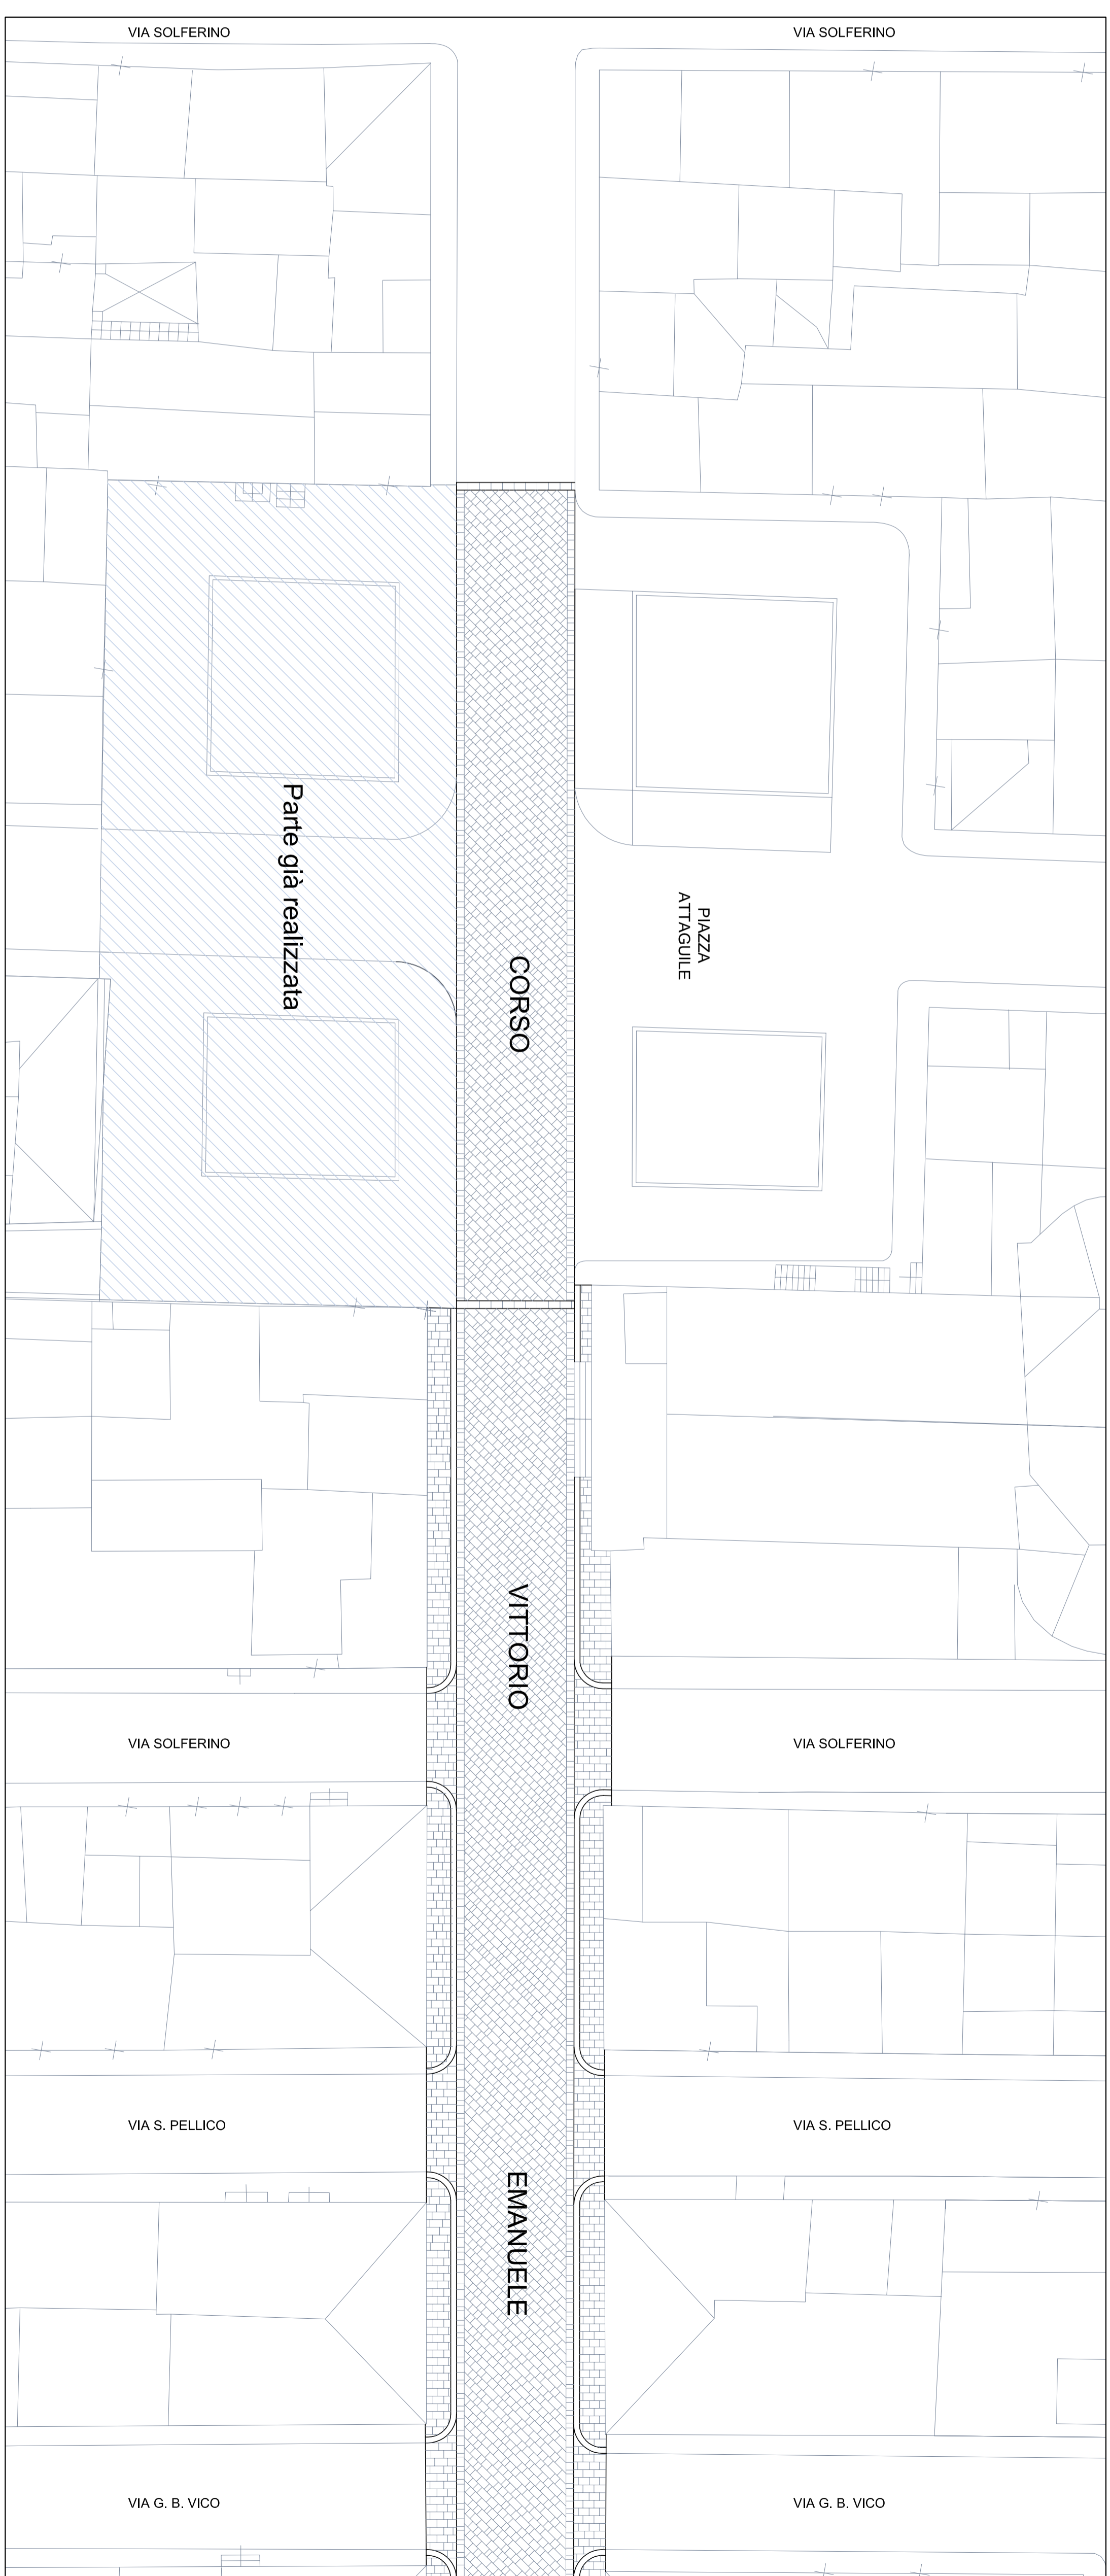 VIA SOLFERINO
VIA SOLFERINO
Parte già realizzata
PIAZZA
ATTAGUILE
CORSO
VITTORIO
VIA SOLFERINO
VIA SOLFERINO
VIA S. PELLICO
VIA S. PELLICO
EMANUELE
VIA G. B. VICO
VIA G. B. VICO